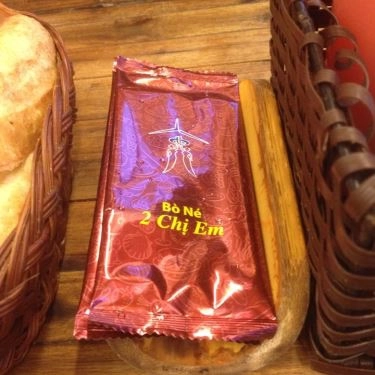 Bò Né
2 Chị Em